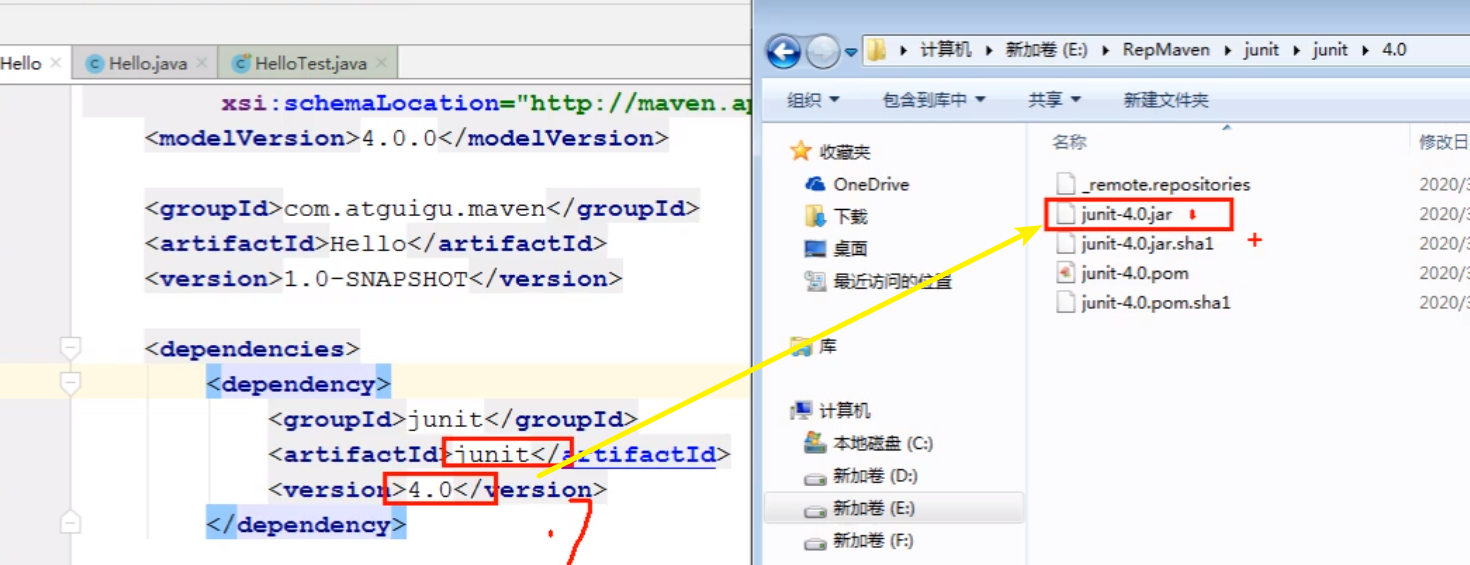 Hello
Hello.java
HelloTest.java
xsi:schemaLocation="http://maven.ap
<modelVersion>4.0.0</modelVersion>
<groupId>com.atguigu.maven</groupId>
<artifactId>Hello</artifactId>
<version>1.0-SNAPSHOT</version>
<dependencies>
<dependency>
<groupId>junit</groupId>
<artifactId>junit</artifactId>
<version>4.0</version>
</dependency>
计算机 新加卷 (E:) RepMaven junit junit 4.0
组织 包含到库中 共享 新建文件夹
收藏夹
OneDrive
下载
桌面
最近访问的位置
库
计算机
本地磁盘 (C:)
新加卷 (D:)
新加卷 (E:)
新加卷 (F:)
名称 修改日
_remote.repositories 2020/3
junit-4.0.jar 2020/3
junit-4.0.jar.sha1 2020/3
junit-4.0.pom 2020/3
junit-4.0.pom.sha1 2020/3